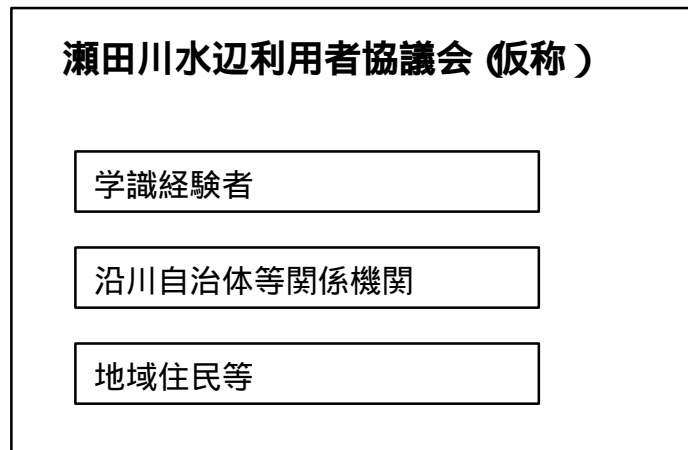 瀬田川水辺利用者協議会（仮称）
学識経験者
沿川自治体等関係機関
地域住民等